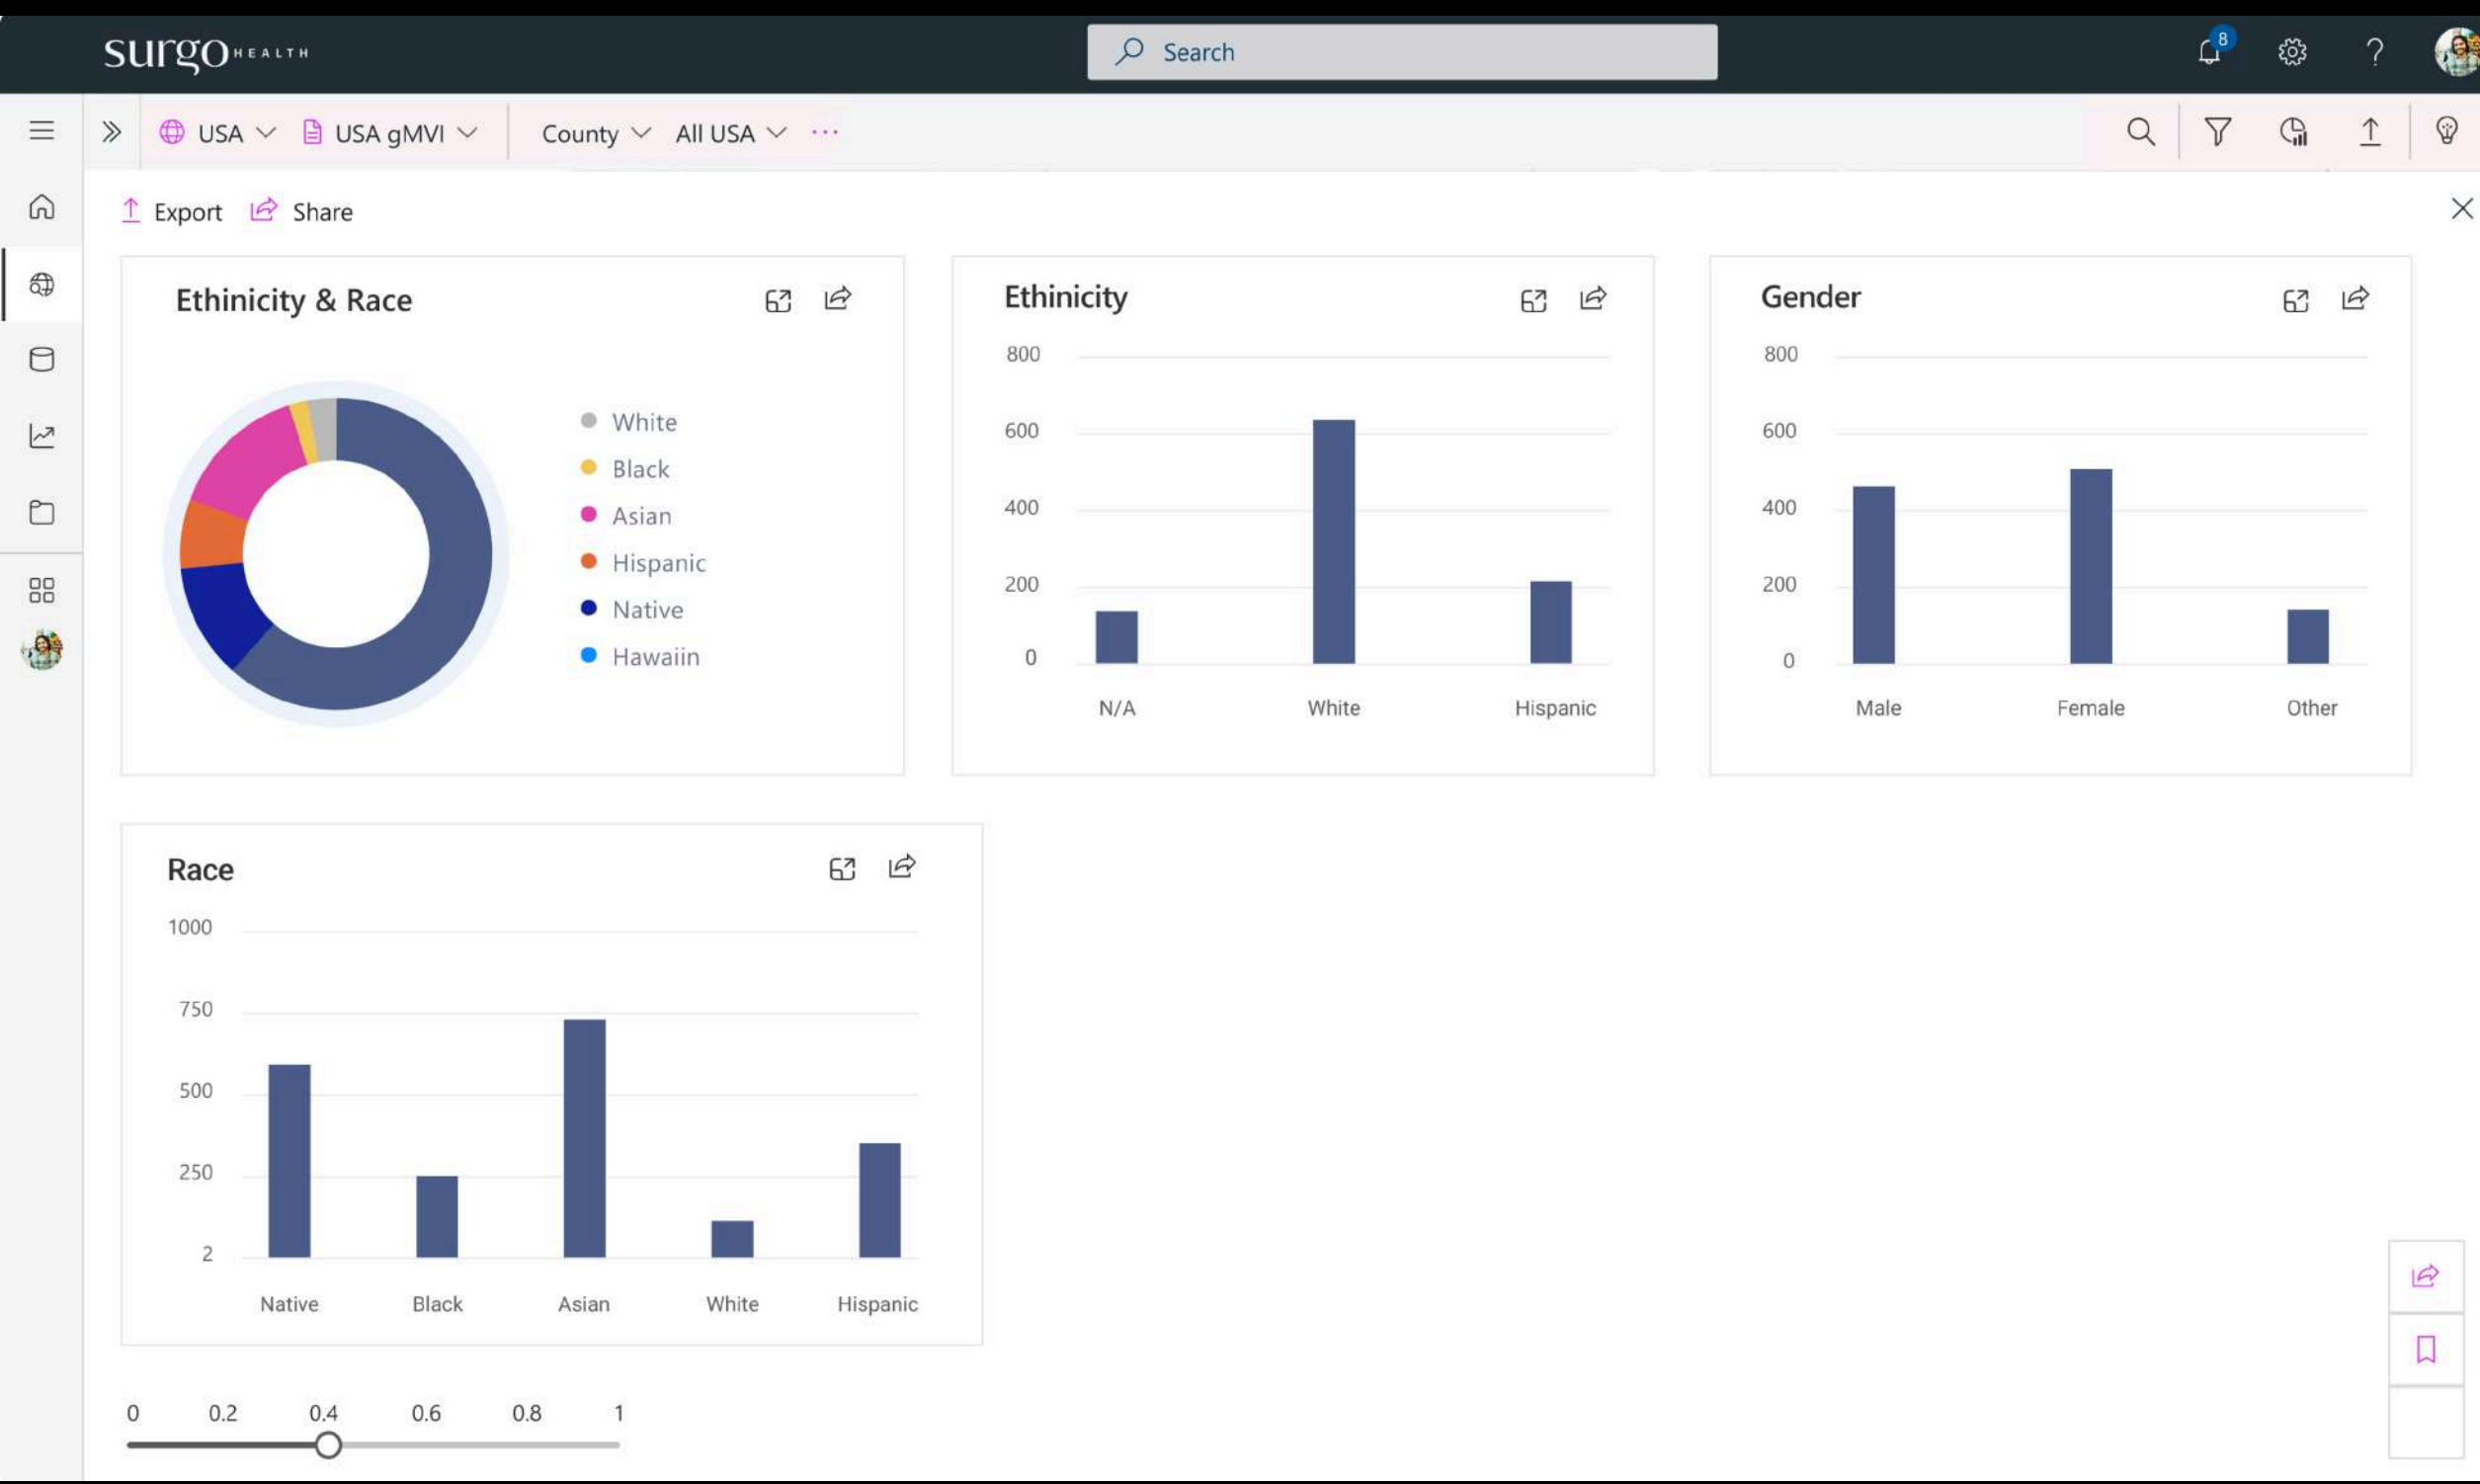 surgo HEALTH
Search
8
?
USA
USA gMVI
County
All USA
...
Export
Share
Ethinicity & Race
White
Black
Asian
Hispanic
Native
Hawaiin
Ethinicity
800
600
400
200
0
N/A White Hispanic
Gender
800
600
400
200
0
Male Female Other
Race
1000
750
500
250
2
Native Black Asian White Hispanic
0 0.2 0.4 0.6 0.8 1